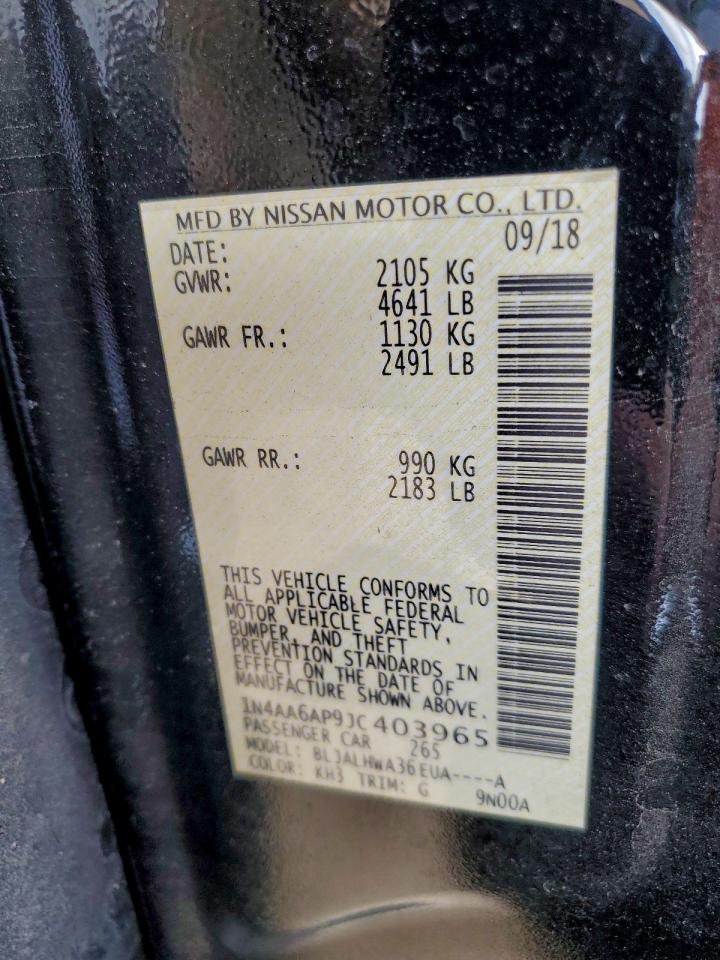 MFD BY NISSAN MOTOR CO., LTD.
DATE: 09/18
GVWR: 2105 KG
4641 LB
GAWR FR.: 1130 KG
2491 LB
GAWR RR.: 990 KG
2183 LB
THIS VEHICLE CONFORMS TO
ALL APPLICABLE FEDERAL
MOTOR VEHICLE SAFETY,
BUMPER, AND THEFT
PREVENTION STANDARDS IN
EFFECT ON THE DATE OF
MANUFACTURE SHOWN ABOVE.
1N4AA6AP9JC403965
PASSENGER CAR 265
MODEL: BLJALHWA36EUA----A
COLOR: KH3 TRIM: G 9N00A